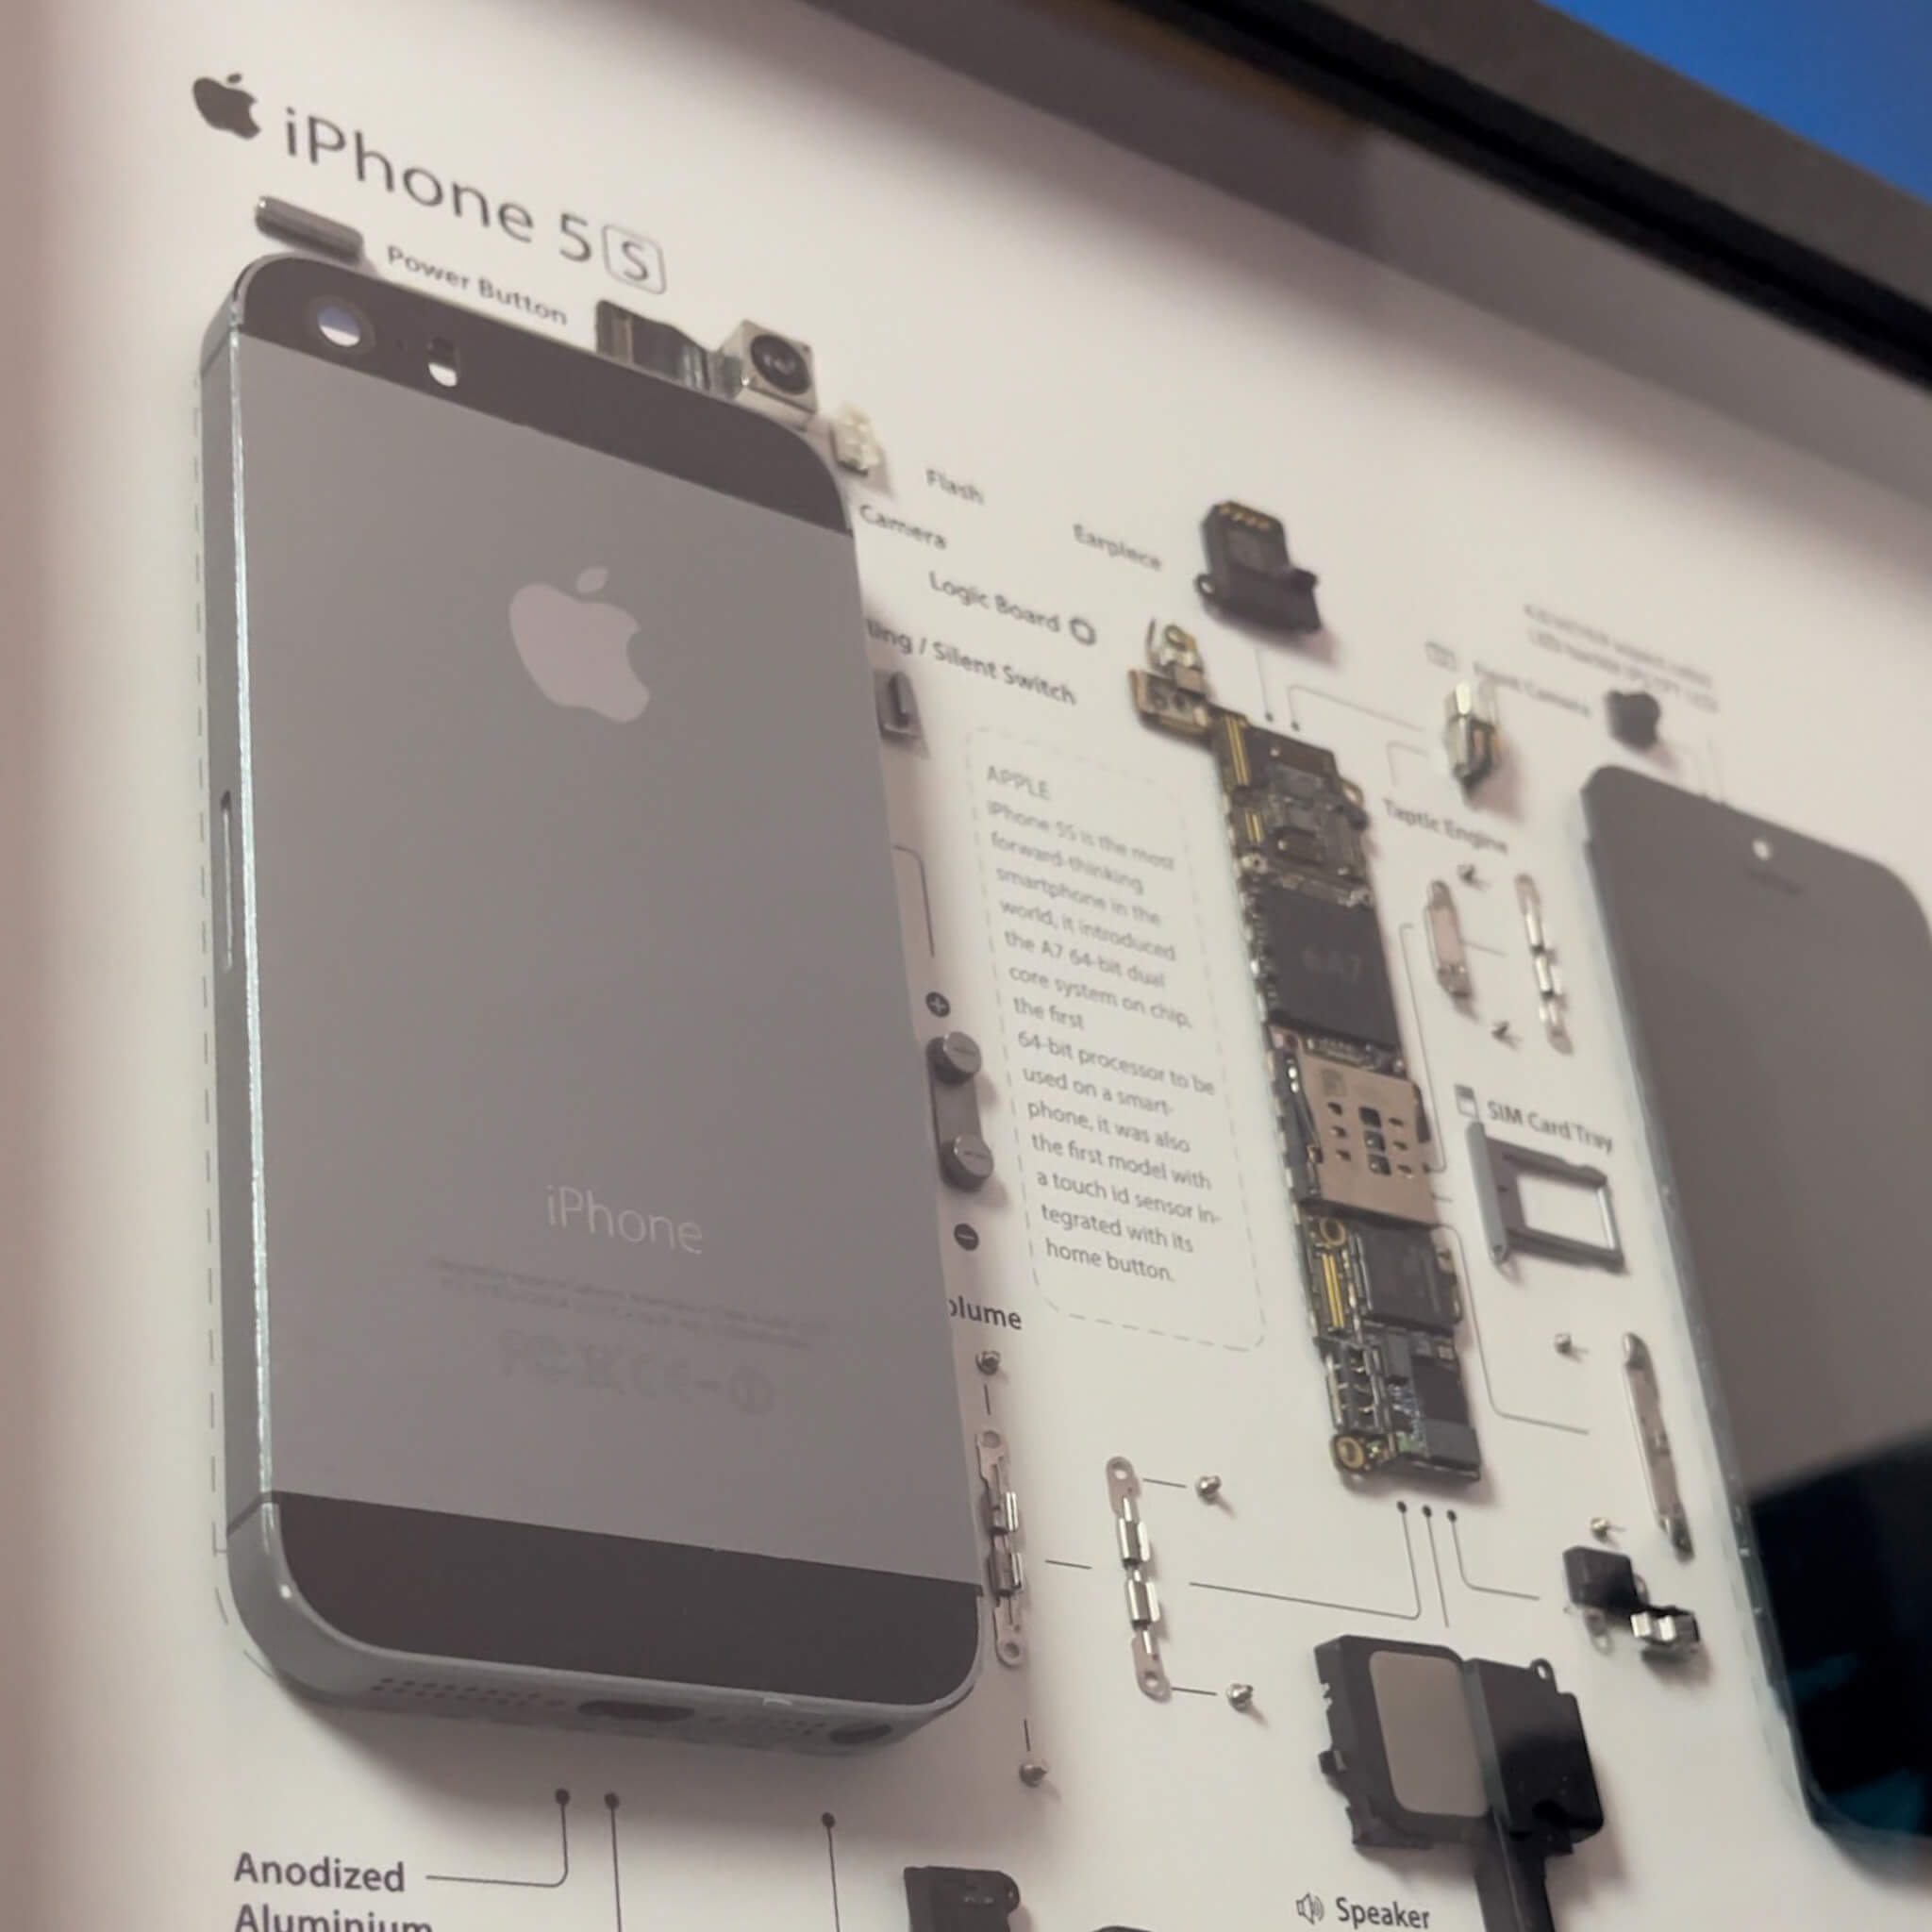 iPhone 5S
Power Button
Flash
Camera
Earpiece
Logic Board
ing / Silent Switch
Front Camera
Taptic Engine
APPLE
iPhone 5S is the most
forward-thinking
smartphone in the
world, it introduced
the A7 64-bit dual
core system on chip,
the first
64-bit processor to be
used on a smart-
phone, it was also
the first model with
a touch id sensor in-
tegrated with its
home button.
A7
SIM Card Tray
iPhone
olume
Anodized
Aluminium
Speaker